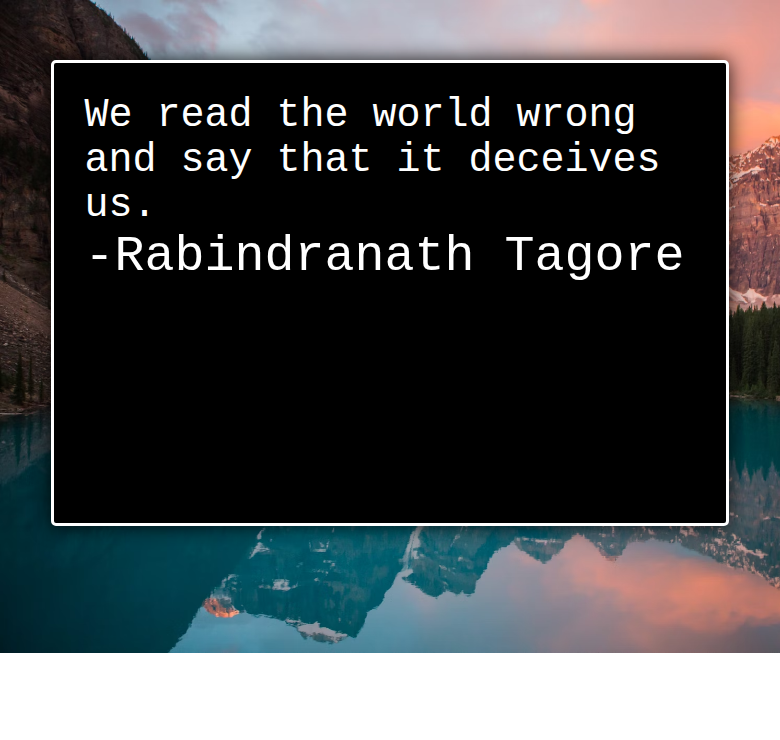 We read the world wrong
and say that it deceives
us.
-Rabindranath Tagore